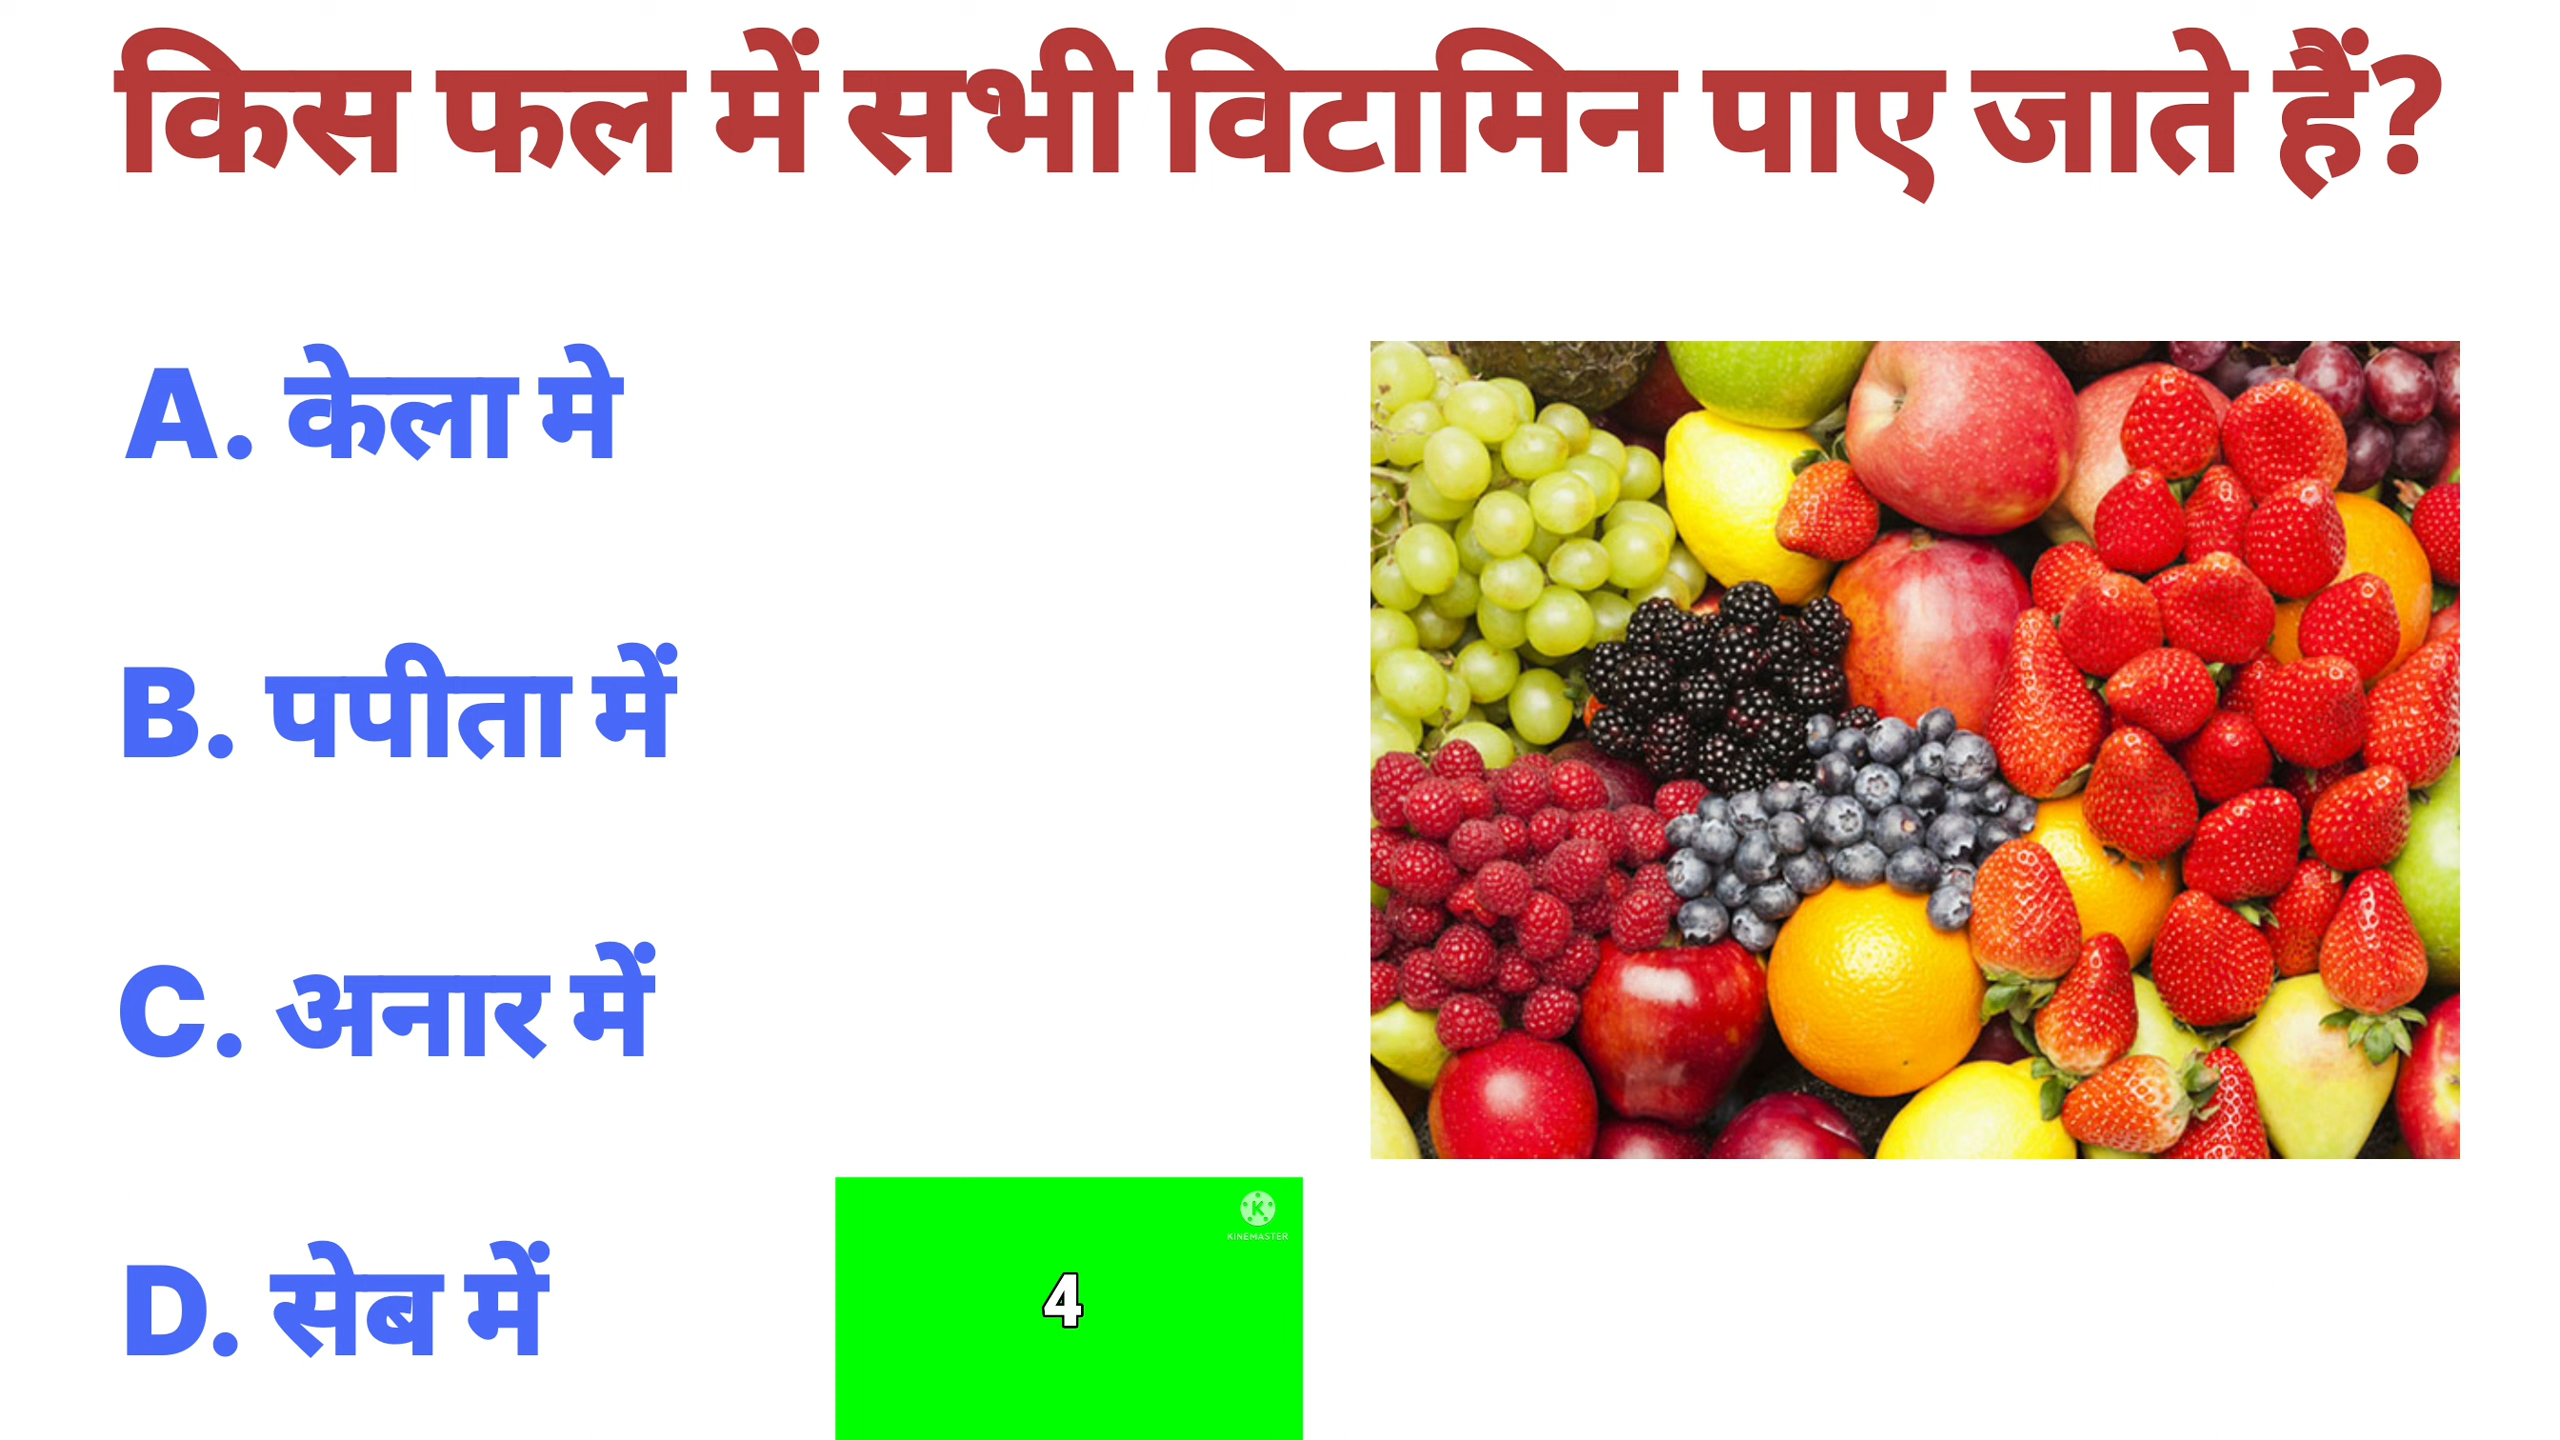 किस फल में सभी विटामिन पाए जाते हैं?
A. केला मे
B. पपीता में
C. अनार में
D. सेब में
K
KINEMASTER
4